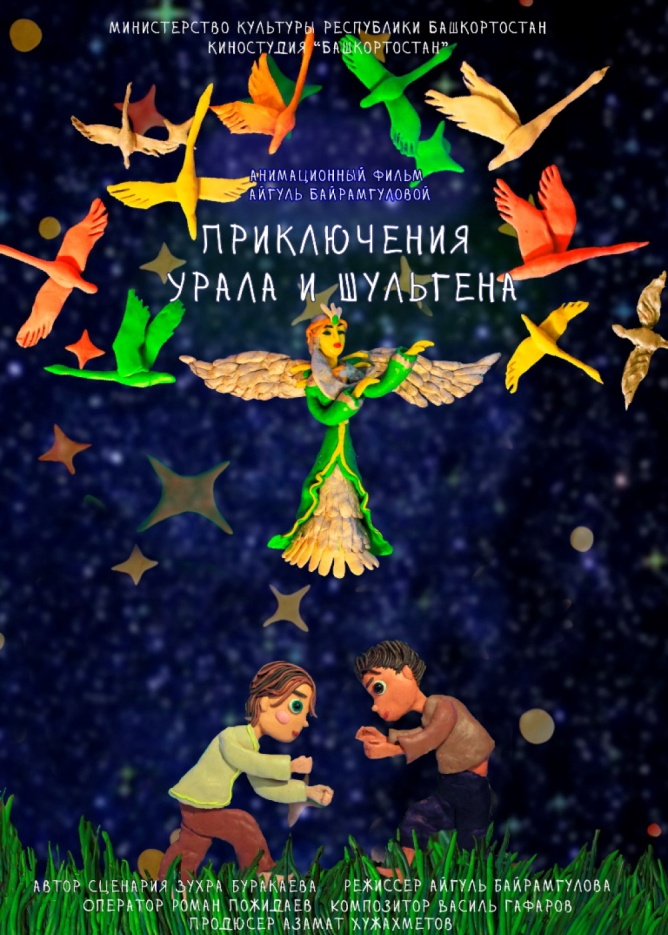 МИНИСТЕРСТВО КУЛЬТУРЫ РЕСПУБЛИКИ БАШКОРТОСТАН
КИНОСТУДИЯ "БАШКОРТОСТАН"
АНИМАЦИОННЫЙ ФИЛЬМ
АЙГУЛЬ БАЙРАМГУЛОВОЙ
ПРИКЛЮЧЕНИЯ
УРАЛА И ШУЛЬГЕНА
АВТОР СЦЕНАРИЯ ЗУХРА БУРАКАЕВА РЕЖИССЕР АЙГУЛЬ БАЙРАМГУЛОВА
ОПЕРАТОР РОМАН ПОЖИДАЕВ КОМПОЗИТОР ВАСИЛЬ ГАФАРОВ
ПРОДЮСЕР АЗАМАТ ХУЖАХМЕТОВ